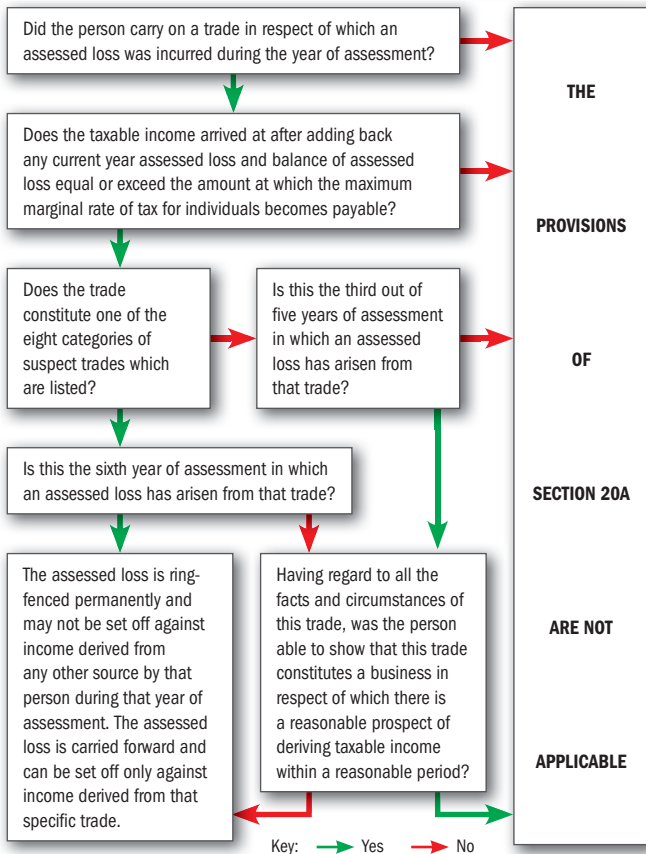 Did the person carry on a trade in respect of which an
assessed loss was incurred during the year of assessment?
Does the taxable income arrived at after adding back
any current year assessed loss and balance of assessed
loss equal or exceed the amount at which the maximum
marginal rate of tax for individuals becomes payable?
Does the trade
constitute one of the
eight categories of
suspect trades which
are listed?
Is this the third out of
five years of assessment
in which an assessed
loss has arisen from
that trade?
Is this the sixth year of assessment in which
an assessed loss has arisen from that trade?
The assessed loss is ring-
fenced permanently and
may not be set off against
income derived from
any other source by that
person during that year of
assessment. The assessed
loss is carried forward and
can be set off only against
income derived from that
specific trade.
Having regard to all the
facts and circumstances of
this trade, was the person
able to show that this trade
constitutes a business in
respect of which there is
a reasonable prospect of
deriving taxable income
within a reasonable period?
THE
PROVISIONS
OF
SECTION 20A
ARE NOT
APPLICABLE
Key: Yes No